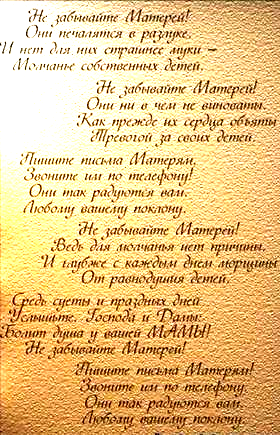 Не забывайте Матерей!
Они печалятся в разлуке.
И нет для них страшнее муки –
Молчанье собственных детей.
Не забывайте Матерей!
Они ни в чем не виноваты.
Как прежде их сердца объяты
Тревогой за своих детей.
Пишите письма Матерям,
Звоните им по телефону!
Они так радуются вам,
Любому вашему поклону.
Не забывайте Матерей!
Ведь для молчанья нет причины,
И глубже с каждым днем морщины
От равнодушия детей.
Средь суеты и праздных дней
Услышьте, Господа и Дамы:
Болит душа у вашей МАМЫ!
Не забывайте Матерей!
Пишите письма Матерям!
Звоните им по телефону.
Они так радуются вам,
Любому вашему поклону.